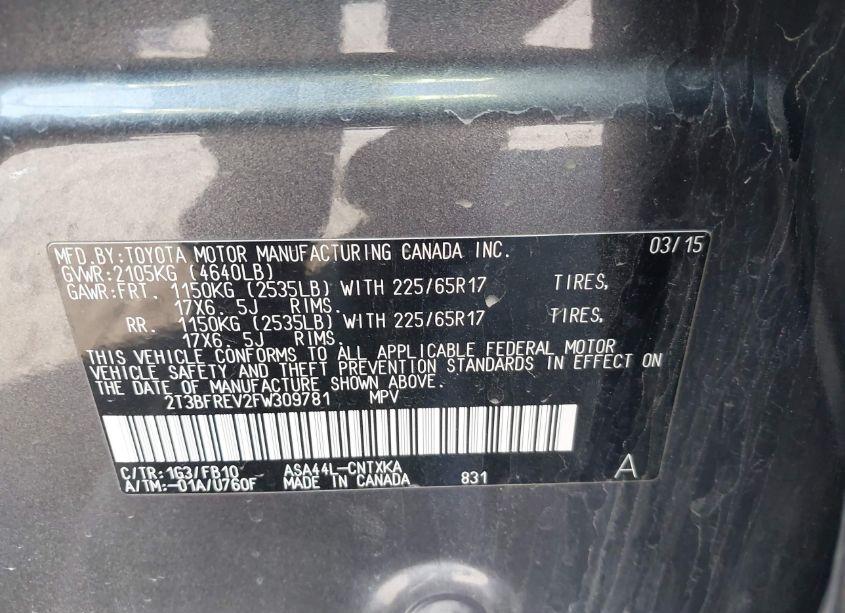 MFD.BY:TOYOTA MOTOR MANUFACTURING CANADA INC. 03/15
GVWR:2105KG (4640LB)
GAWR:FRT. 1150KG (2535LB) WITH 225/65R17 TIRES,
17X6.5J RIMS.
RR. 1150KG (2535LB) WITH 225/65R17 TIRES,
17X6.5J RIMS.
THIS VEHICLE CONFORMS TO ALL APPLICABLE FEDERAL MOTOR
VEHICLE SAFETY AND THEFT PREVENTION STANDARDS IN EFFECT ON
THE DATE OF MANUFACTURE SHOWN ABOVE.
2T3BFREV2FW309781 MPV
C/TR:1G3/FB10 ASA44L-CNTXKA A
A/TM:-01A/U760F MADE IN CANADA 831